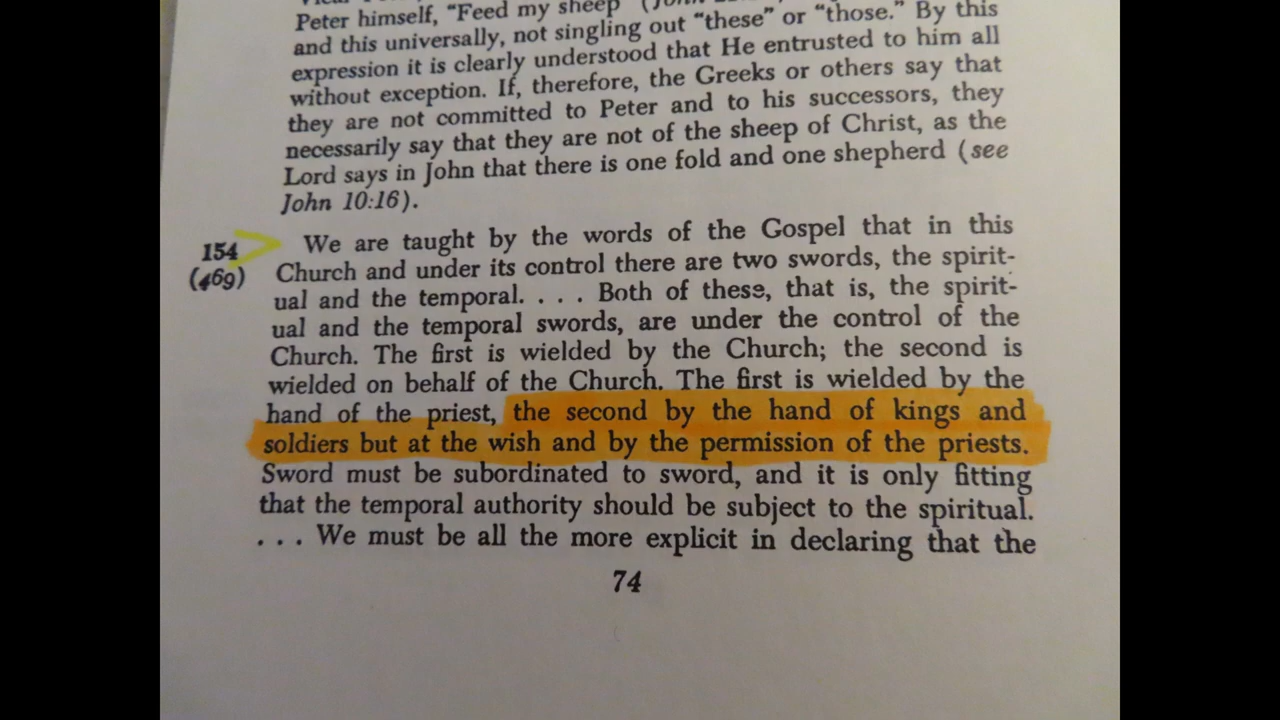 Peter himself, "Feed my sheep" (John
and this universally, not singling out "these" or "those." By this
expression it is clearly understood that He entrusted to him all
without exception. If, therefore, the Greeks or others say that
they are not committed to Peter and to his successors, they
necessarily say that they are not of the sheep of Christ, as the
Lord says in John that there is one fold and one shepherd (see
John 10:16).
154
(469)
We are taught by the words of the Gospel that in this
Church and under its control there are two swords, the spirit-
ual and the temporal. . . . Both of these, that is, the spirit-
ual and the temporal swords, are under the control of the
Church. The first is wielded by the Church; the second is
wielded on behalf of the Church. The first is wielded by the
hand of the priest, the second by the hand of kings and
soldiers but at the wish and by the permission of the priests.
Sword must be subordinated to sword, and it is only fitting
that the temporal authority should be subject to the spiritual.
. . . We must be all the more explicit in declaring that the
74